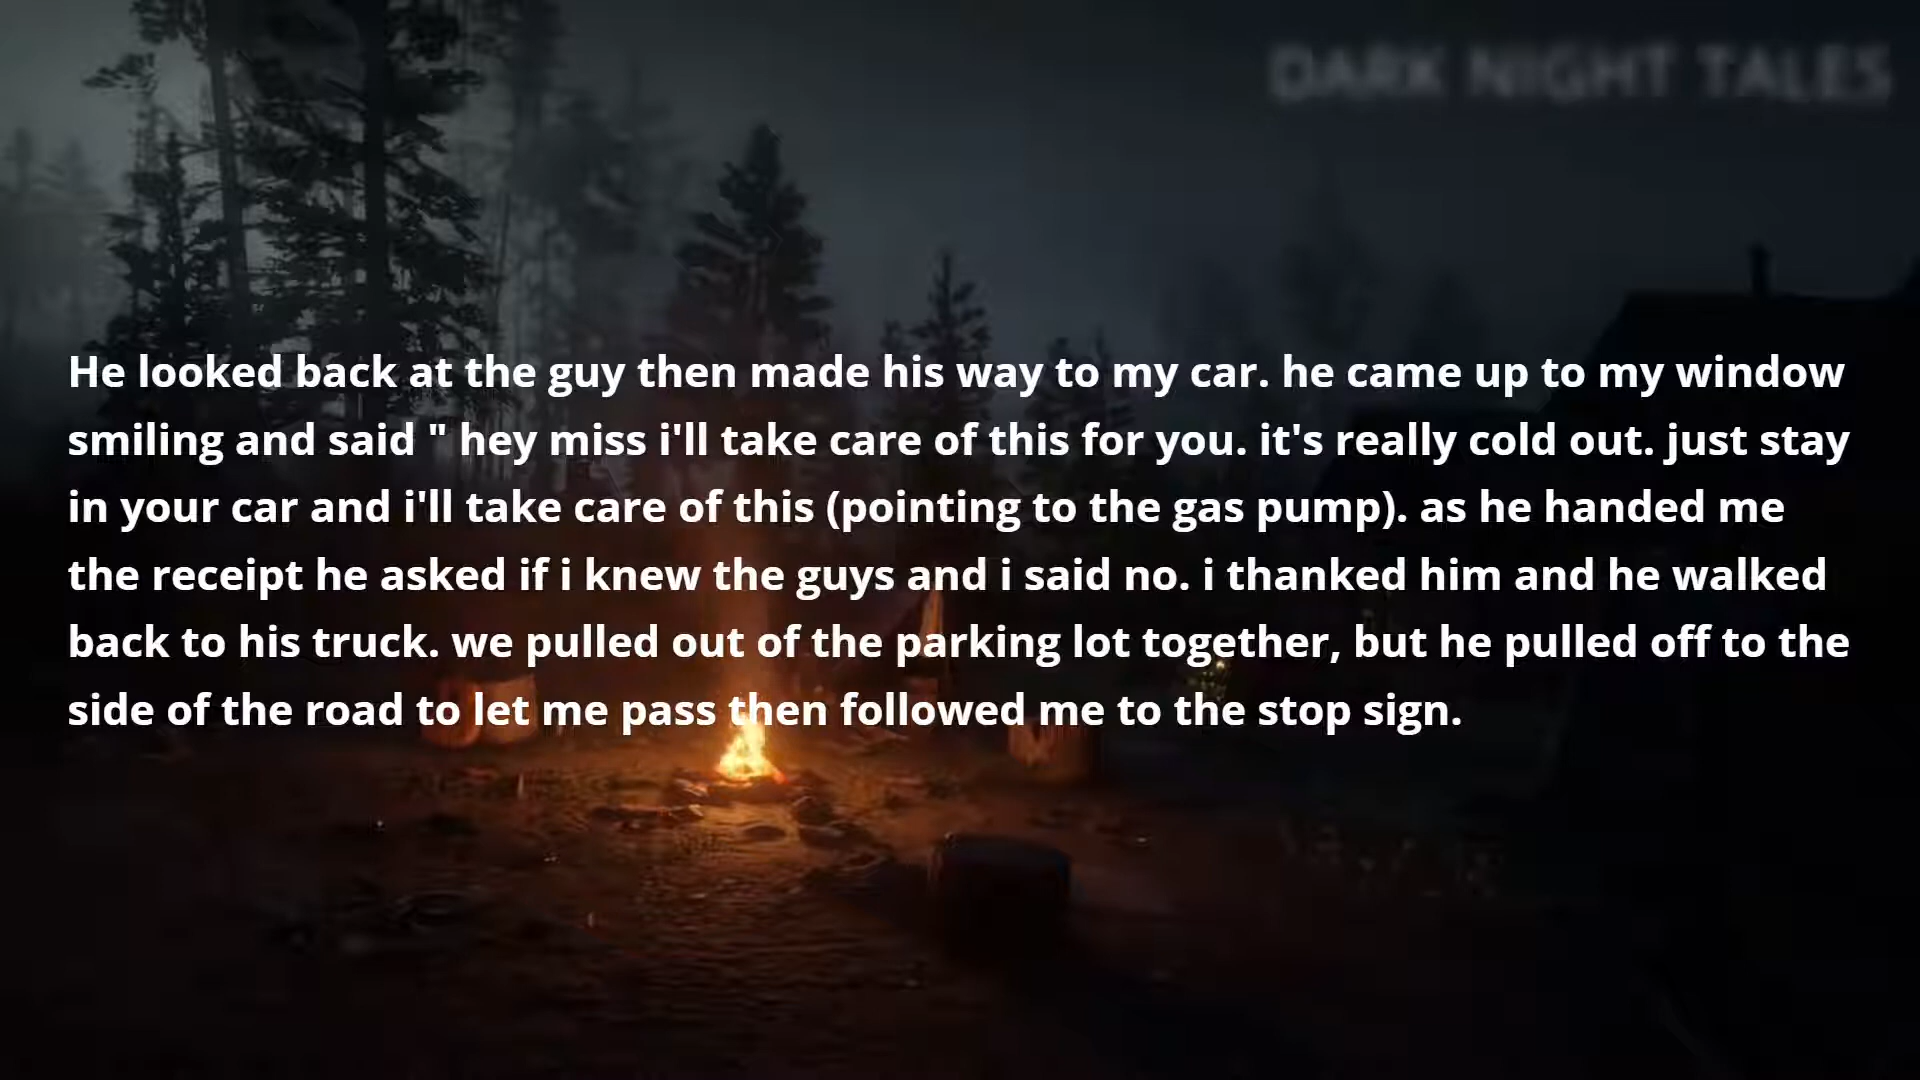 DARK NIGHT TALES
He looked back at the guy then made his way to my car. he came up to my window
smiling and said " hey miss i'll take care of this for you. it's really cold out. just stay
in your car and i'll take care of this (pointing to the gas pump). as he handed me
the receipt he asked if i knew the guys and i said no. i thanked him and he walked
back to his truck. we pulled out of the parking lot together, but he pulled off to the
side of the road to let me pass then followed me to the stop sign.